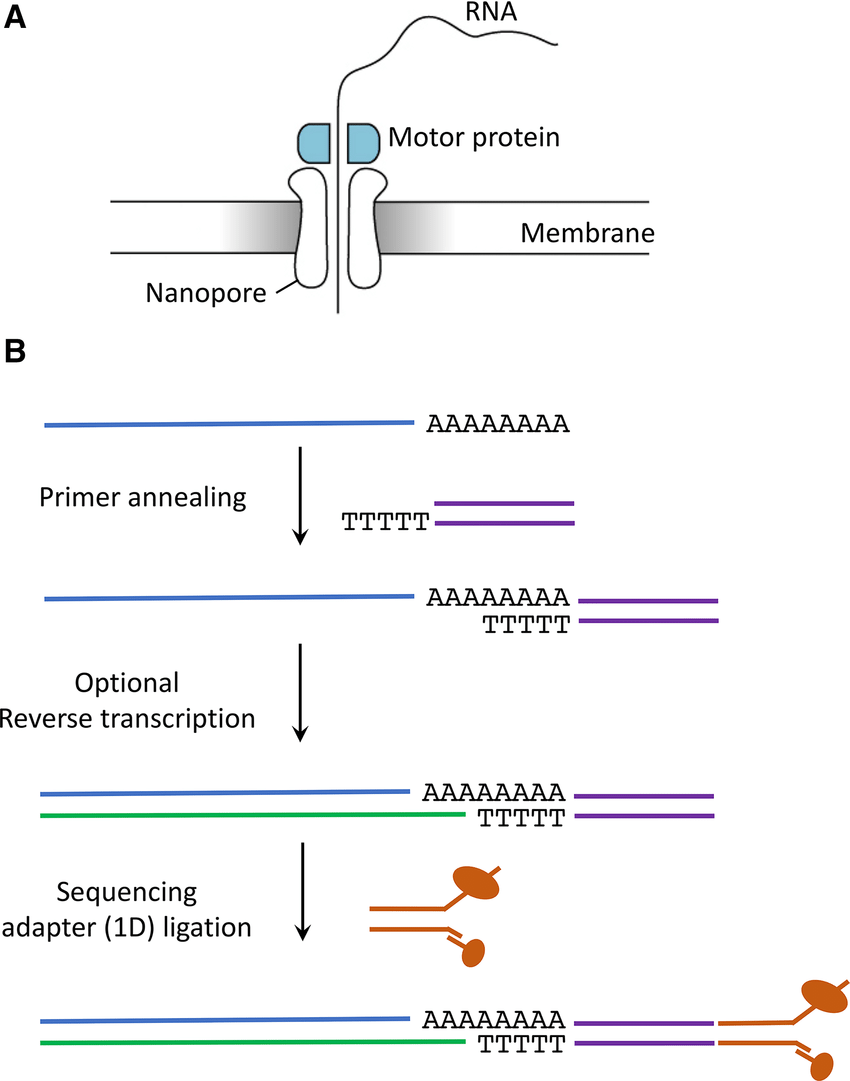 A
RNA
Motor protein
Membrane
Nanopore
B
AAAAAAAA
Primer annealing
TTTTT
AAAAAAAA
TTTTT
Optional
Reverse transcription
AAAAAAAA
TTTTT
Sequencing
adapter (1D) ligation
AAAAAAAA
TTTTT